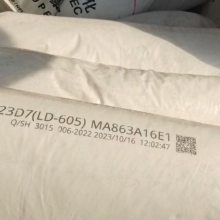 23D7(LD-605) MA863A16E1
Q/SH 3015 006-2022 2023/10/16 12:02:47